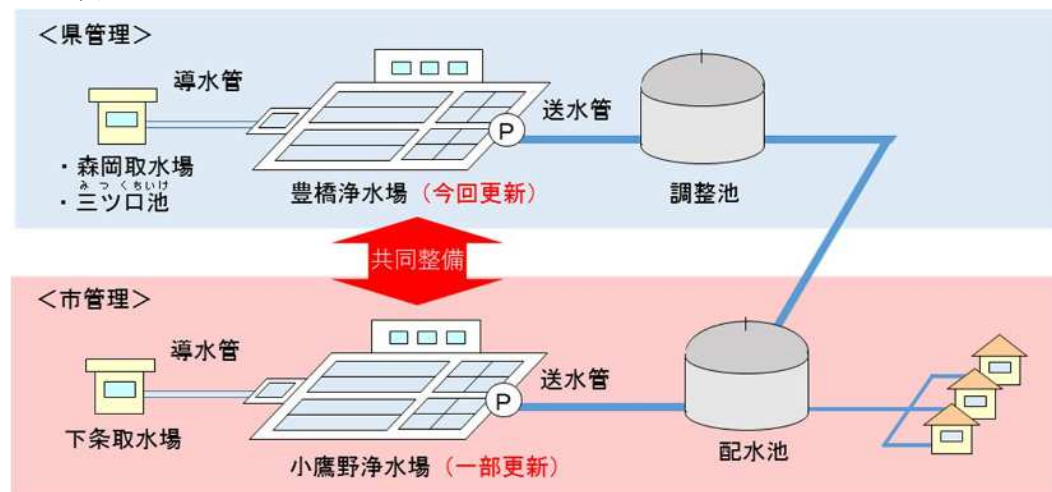 <県管理>
導水管
送水管
P
・森岡取水場
みつくちいけ
・三ツ口池
豊橋浄水場(今回更新)
調整池
共同整備
<市管理>
導水管
送水管
P
下条取水場
小鷹野浄水場(一部更新)
配水池